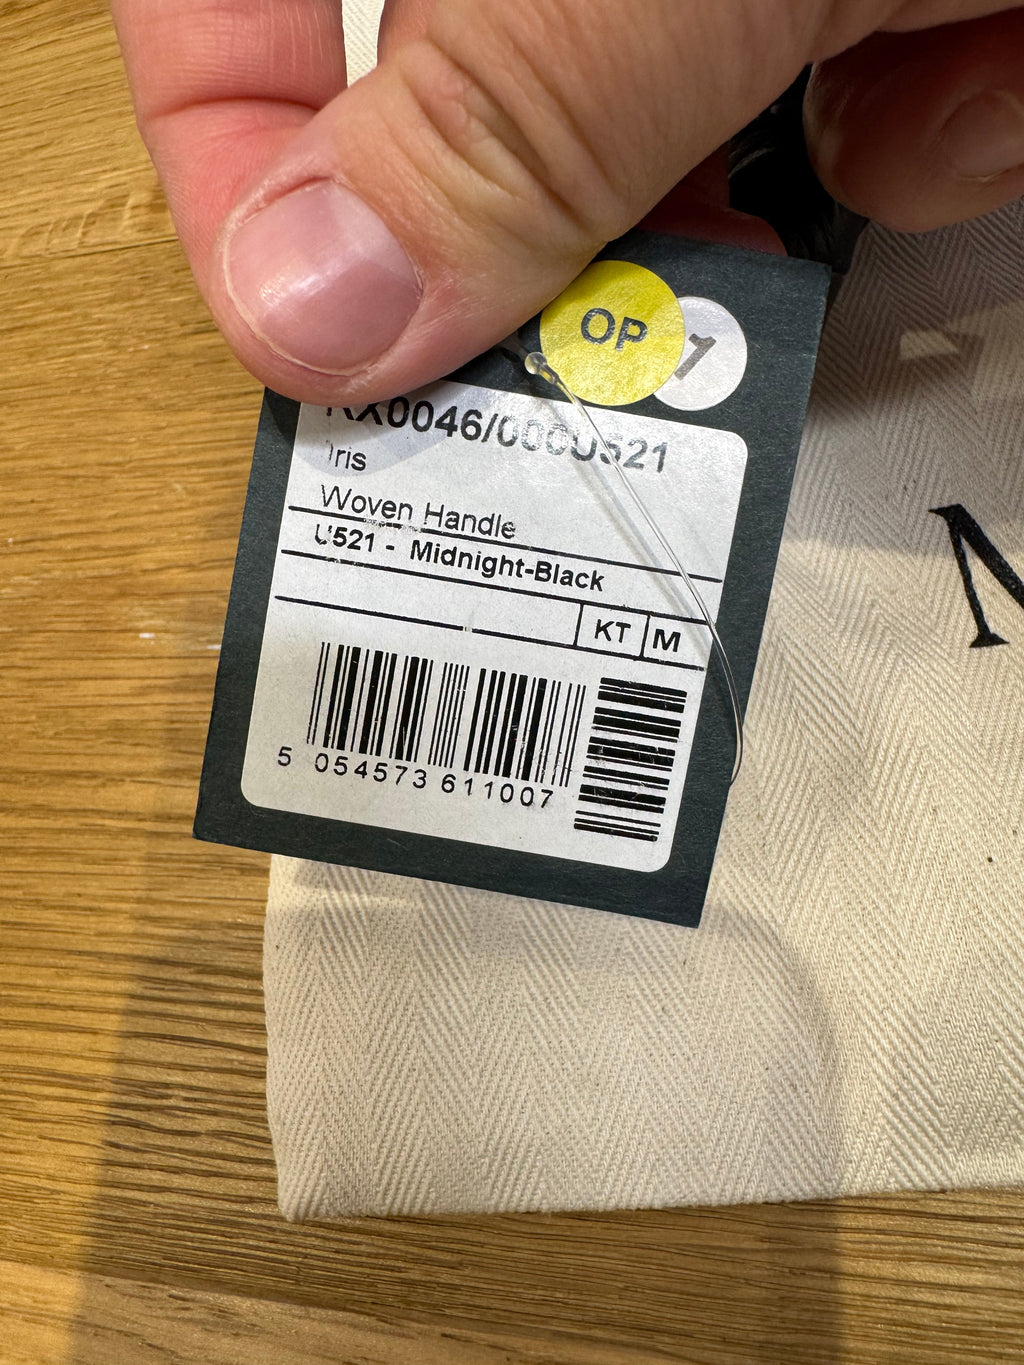 OP
1
RX0046/000U521
Iris
Woven Handle
U521 - Midnight-Black
KT M
5 054573 611007
M